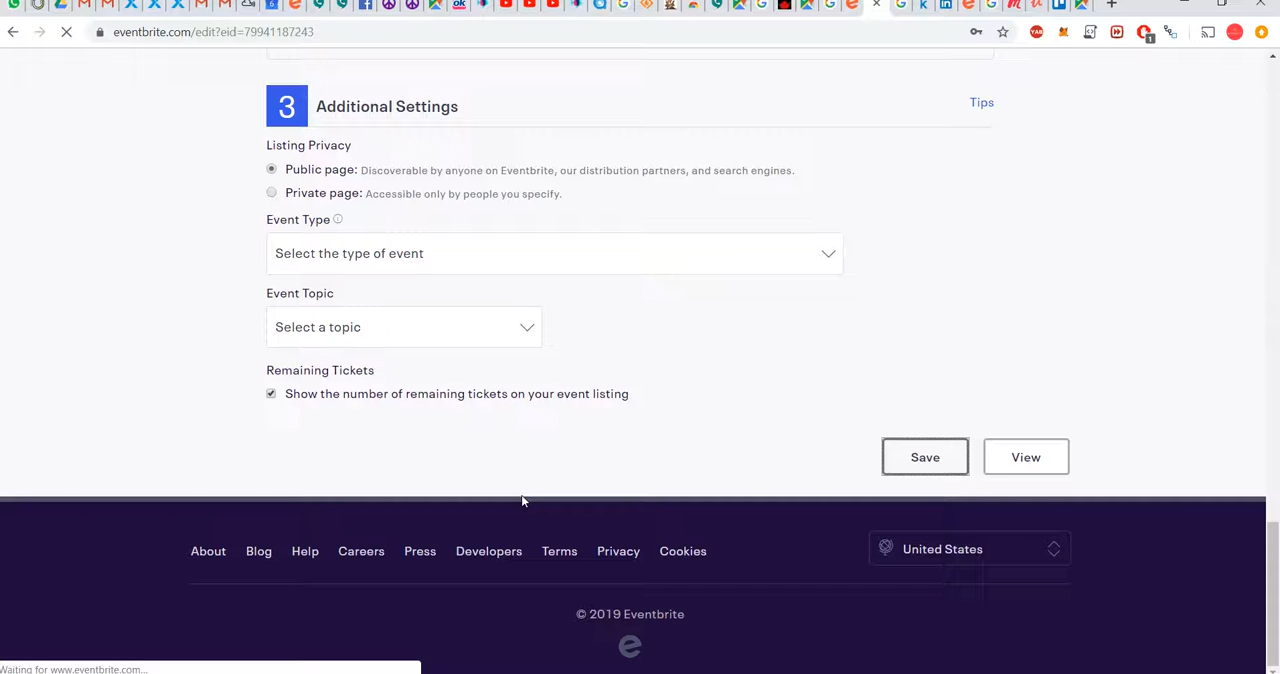 eventbrite.com/edit?eid=79941187243
3 Additional Settings Tips
Listing Privacy
Public page: Discoverable by anyone on Eventbrite, our distribution partners, and search engines.
Private page: Accessible only by people you specify.
Event Type
Select the type of event
Event Topic
Select a topic
Remaining Tickets
Show the number of remaining tickets on your event listing
Save View
About Blog Help Careers Press Developers Terms Privacy Cookies United States
© 2019 Eventbrite
Waiting for www.eventbrite.com...